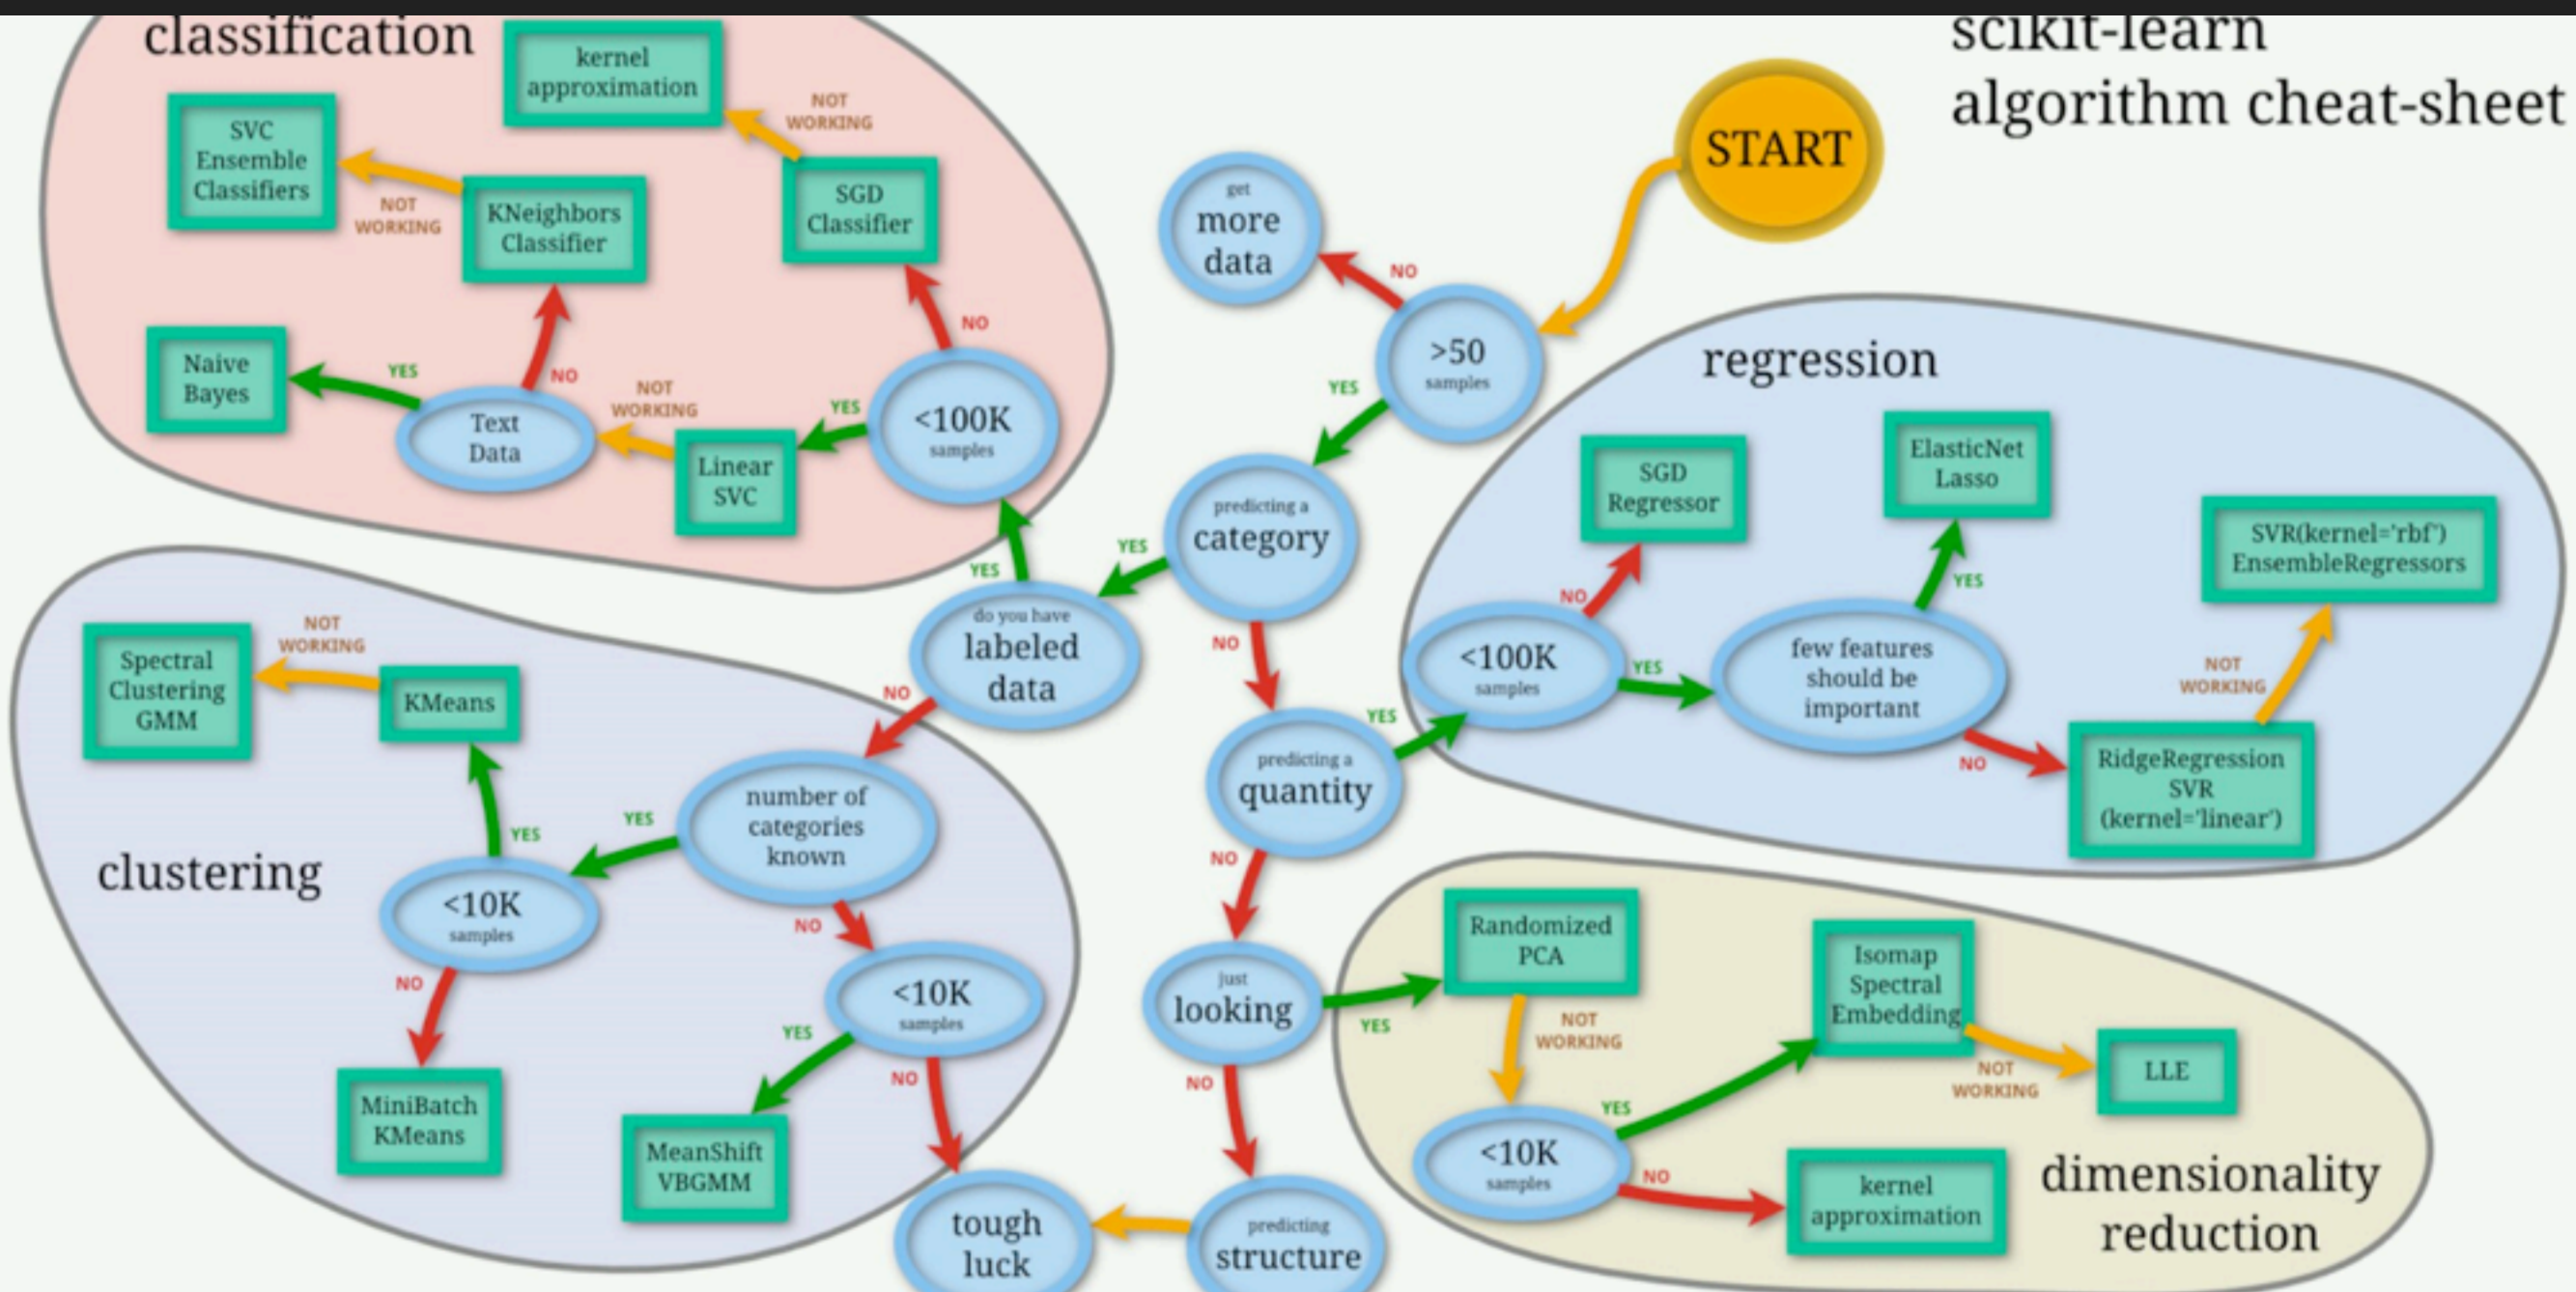 classification
scikit-learn
algorithm cheat-sheet
START
kernel
approximation
NOT
WORKING
SVC
Ensemble
Classifiers
NOT
WORKING
KNeighbors
Classifier
SGD
Classifier
NO
Naive
Bayes
YES
Text
Data
NO
NOT
WORKING
Linear
SVC
YES
<100K
samples
get
more
data
NO
>50
samples
YES
predicting a
category
YES
NO
YES
do you have
labeled
data
NO
regression
SGD
Regressor
ElasticNet
Lasso
SVR(kernel='rbf')
EnsembleRegressors
NO
YES
<100K
samples
YES
few features
should be
important
NOT
WORKING
NO
RidgeRegression
SVR
(kernel='linear')
YES
predicting a
quantity
NO
Spectral
Clustering
GMM
NOT
WORKING
KMeans
YES
number of
categories
known
YES
clustering
<10K
samples
NO
NO
<10K
samples
YES
NO
MiniBatch
KMeans
MeanShift
VBGMM
just
looking
YES
NO
Randomized
PCA
NOT
WORKING
Isomap
Spectral
Embedding
NOT
WORKING
LLE
YES
<10K
samples
NO
kernel
approximation
dimensionality
reduction
tough
luck
predicting
structure